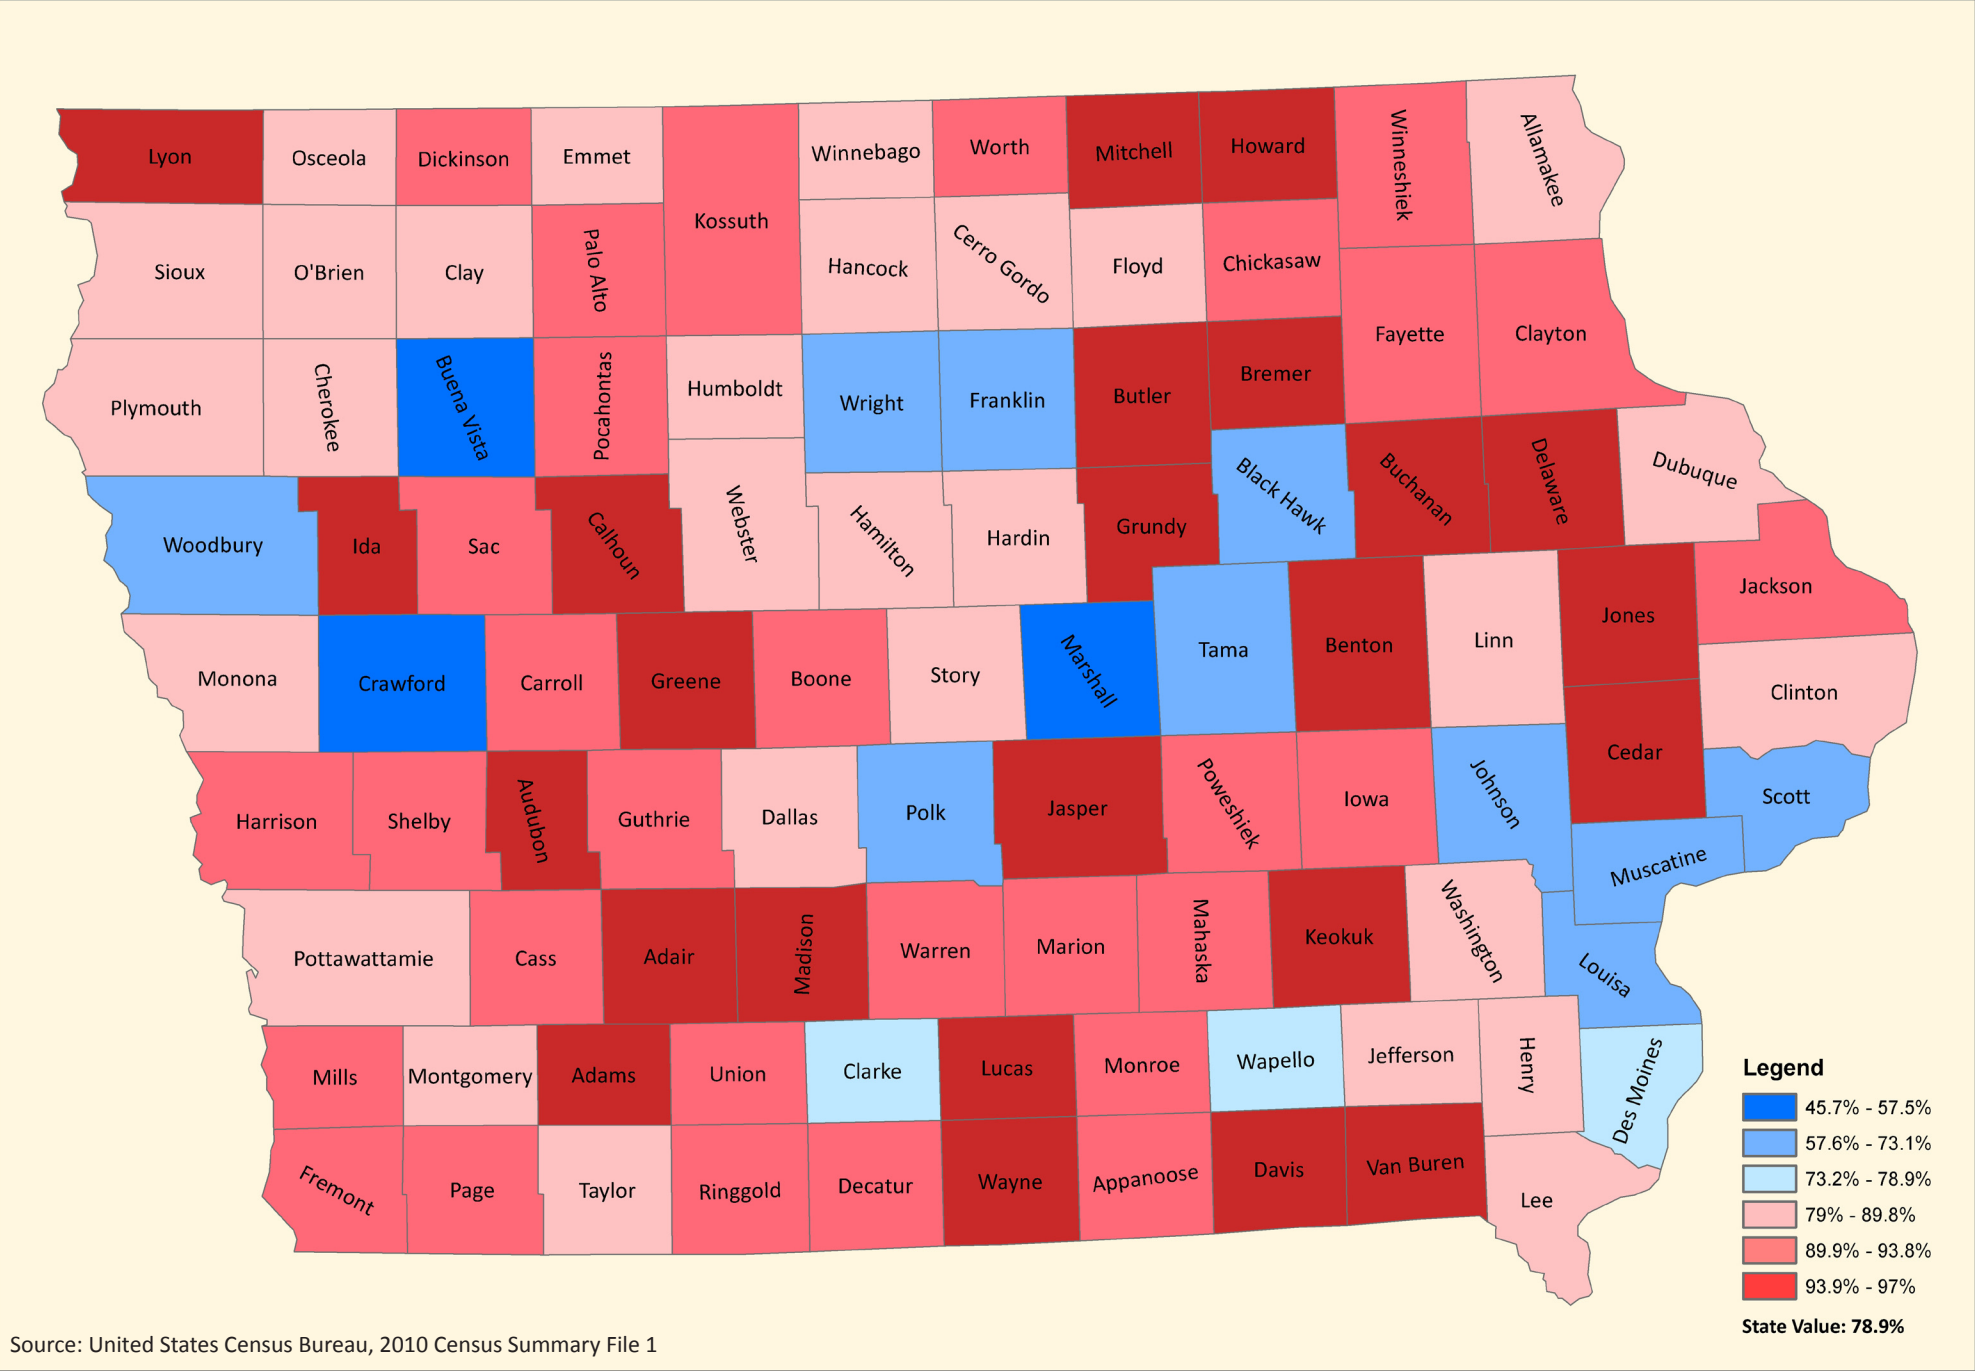 Lyon
Osceola
Dickinson
Emmet
Kossuth
Winnebago
Worth
Mitchell
Howard
Winneshiek
Allamakee
Sioux
O'Brien
Clay
Palo Alto
Hancock
Cerro Gordo
Floyd
Chickasaw
Fayette
Clayton
Plymouth
Cherokee
Buena Vista
Pocahontas
Humboldt
Wright
Franklin
Butler
Bremer
Woodbury
Ida
Sac
Calhoun
Webster
Hamilton
Hardin
Grundy
Black Hawk
Buchanan
Delaware
Dubuque
Monona
Crawford
Carroll
Greene
Boone
Story
Marshall
Tama
Benton
Linn
Jones
Jackson
Clinton
Harrison
Shelby
Audubon
Guthrie
Dallas
Polk
Jasper
Poweshiek
Iowa
Johnson
Cedar
Scott
Muscatine
Pottawattamie
Cass
Adair
Madison
Warren
Marion
Mahaska
Keokuk
Washington
Louisa
Mills
Montgomery
Adams
Union
Clarke
Lucas
Monroe
Wapello
Jefferson
Henry
Des Moines
Fremont
Page
Taylor
Ringgold
Decatur
Wayne
Appanoose
Davis
Van Buren
Lee
Legend
45.7% - 57.5%
57.6% - 73.1%
73.2% - 78.9%
79% - 89.8%
89.9% - 93.8%
93.9% - 97%
State Value: 78.9%
Source: United States Census Bureau, 2010 Census Summary File 1